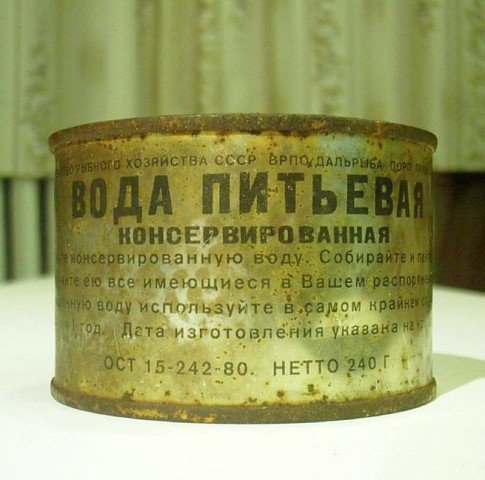 РЫБНОГО ХОЗЯЙСТВА СССР ВРПО ДАЛЬРЫБА
ВОДА ПИТЬЕВАЯ
КОНСЕРВИРОВАННАЯ
консервированную воду. Собирайте и
ею все имеющиеся в Вашем
воду используйте в самом крайнем
1 год. Дата изготовления указана на
ОСТ 15-242-80. НЕТТО 240 Г